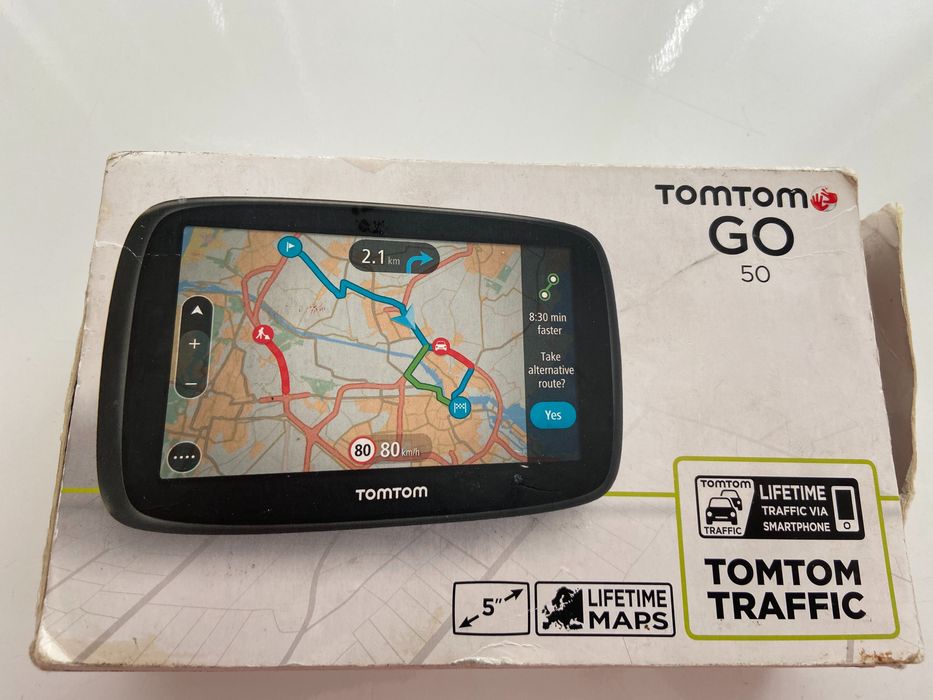 TOMTOM
GO
50
2.1 km
8:30 min
faster
Take
alternative
route?
Yes
+
−
80 80 km/h
TOMTOM
TOMTOM
TRAFFIC
LIFETIME
TRAFFIC VIA
SMARTPHONE
TOMTOM
TRAFFIC
5"
LIFETIME
MAPS